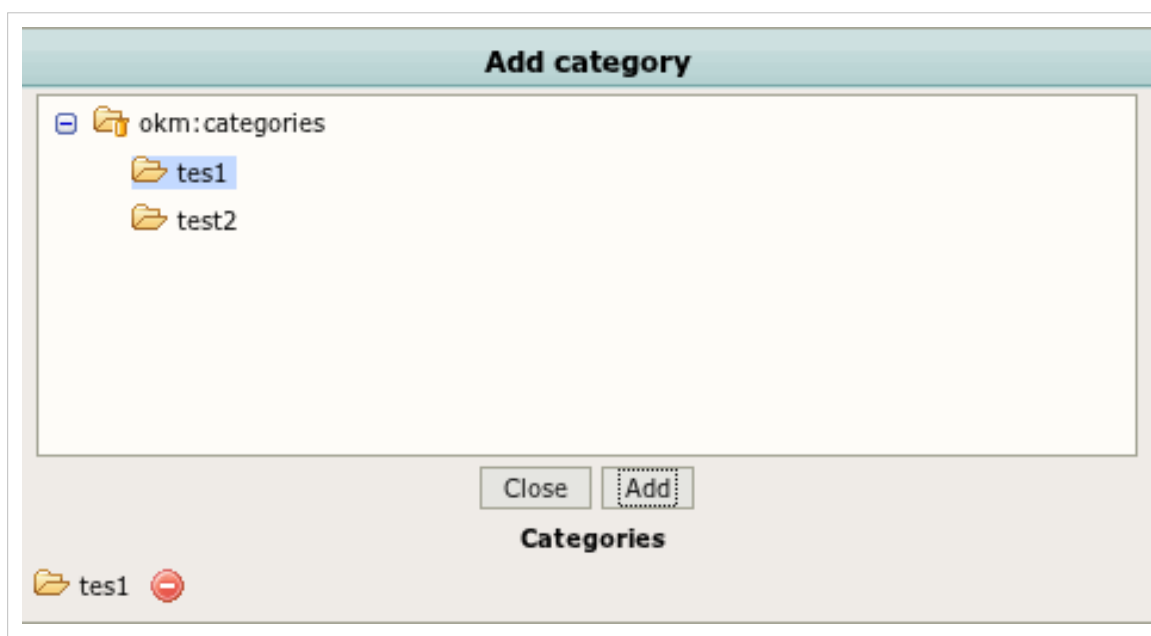 Add category
okm:categories
tes1
test2
Close Add
Categories
tes1